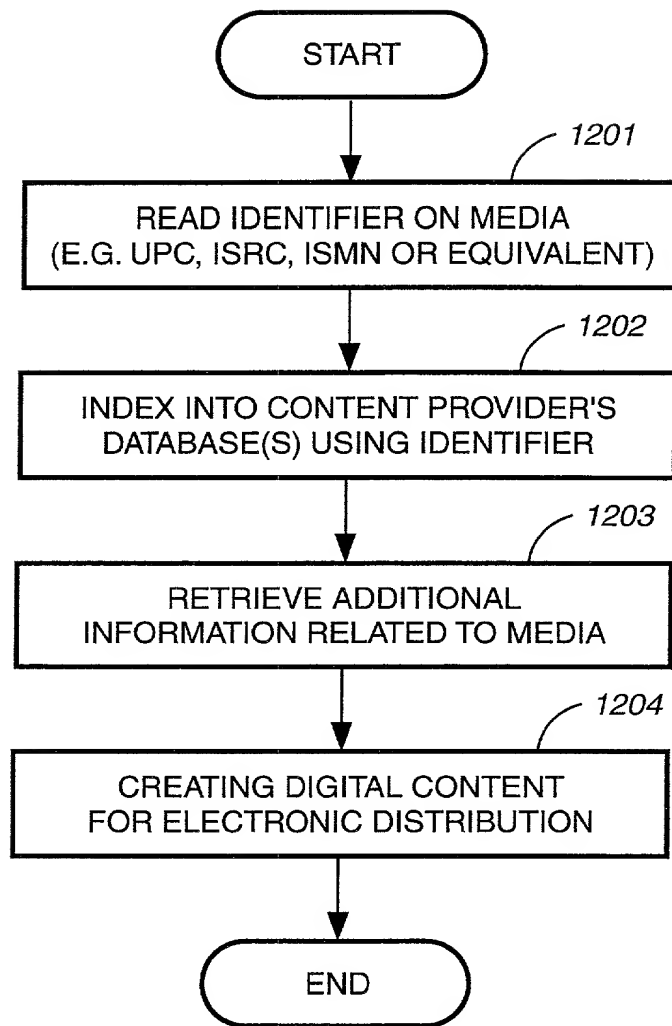 START
1201
READ IDENTIFIER ON MEDIA
(E.G. UPC, ISRC, ISMN OR EQUIVALENT)
1202
INDEX INTO CONTENT PROVIDER'S
DATABASE(S) USING IDENTIFIER
1203
RETRIEVE ADDITIONAL
INFORMATION RELATED TO MEDIA
1204
CREATING DIGITAL CONTENT
FOR ELECTRONIC DISTRIBUTION
END